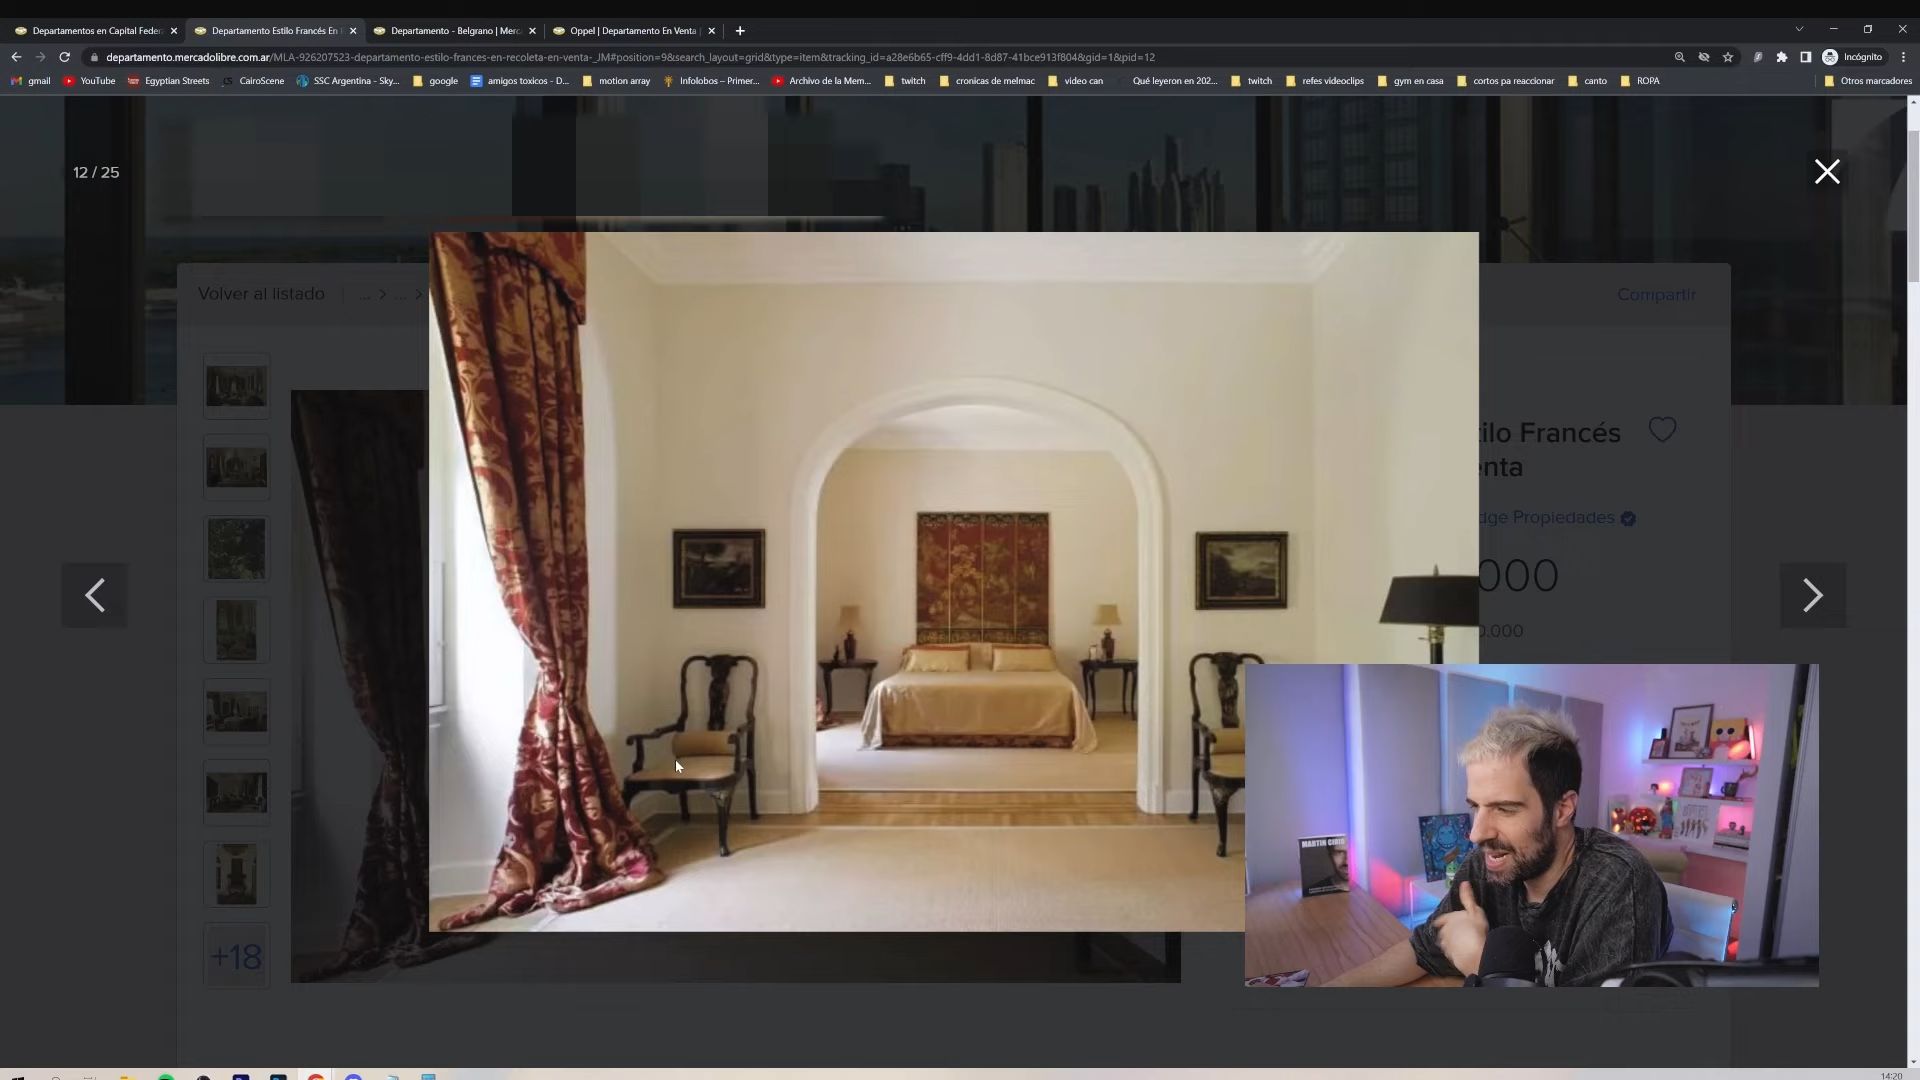 Departamentos en Capital Feder
Departamento Estilo Francés En
Departamento - Belgrano | Merc
Oppel | Departamento En Venta
departamento.mercadolibre.com.ar/MLA-926207523-departamento-estilo-frances-en-recoleta-en-venta-_JM#position=9&search_layout=grid&type=item&tracking_id=a28e6b65-cff9-4dd1-8d87-41bce913f804&gid=1&pid=12
Incógnito
gmail
YouTube
Egyptian Streets
CairoScene
SSC Argentina - Sky...
google
amigos toxicos - D...
motion array
Infolobos – Primer...
Archivo de la Mem...
twitch
cronicas de melmac
video can
Qué leyeron en 202...
twitch
refes videoclips
gym en casa
cortos pa reaccionar
canto
ROPA
Otros marcadores
12 / 25
Volver al listado
... > ... >
Compartir
tilo Francés
enta
dge Propiedades
000
0.000
+18
MARTIN CIRIO
14:20